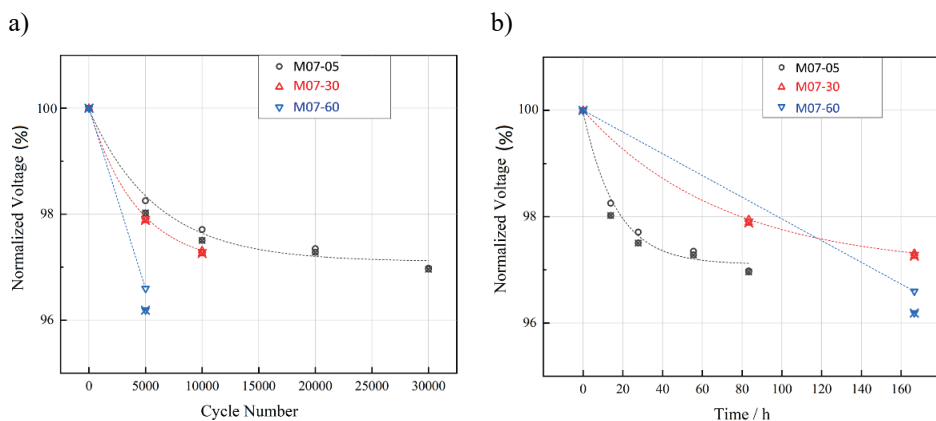 a)
M07-05
M07-30
M07-60
Normalized Voltage (%)
100
98
96
0 5000 10000 15000 20000 25000 30000
Cycle Number
b)
M07-05
M07-30
M07-60
Normalized Voltage (%)
100
98
96
0 20 40 60 80 100 120 140 160
Time / h